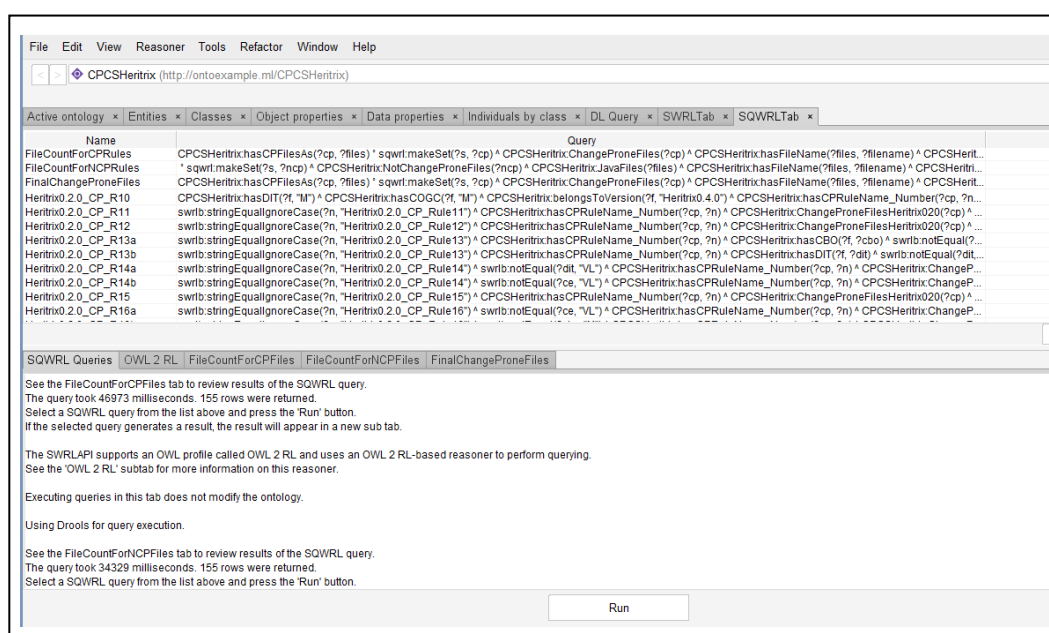 File Edit View Reasoner Tools Refactor Window Help
< > CPCSHeritrix (http://ontoexample.ml/CPCSHeritrix)
Active ontology × Entities × Classes × Object properties × Data properties × Individuals by class × DL Query × SWRLTab × SQWRLTab ×
Name Query
FileCountForCPRules CPCSHeritrix:hasCPFilesAs(?cp, ?files) ° sqwrl:makeSet(?s, ?cp) ^ CPCSHeritrix:ChangeProneFiles(?cp) ^ CPCSHeritrix:hasFileName(?files, ?filename) ^ CPCSHerit...
FileCountForNCPRules ° sqwrl:makeSet(?s, ?ncp) ^ CPCSHeritrix:NotChangeProneFiles(?ncp) ^ CPCSHeritrix:JavaFiles(?files) ^ CPCSHeritrix:hasFileName(?files, ?filename) ^ CPCSHeritri...
FinalChangeProneFiles CPCSHeritrix:hasCPFilesAs(?cp, ?files) ° sqwrl:makeSet(?s, ?cp) ^ CPCSHeritrix:ChangeProneFiles(?cp) ^ CPCSHeritrix:hasFileName(?files, ?filename) ^ CPCSHerit...
Heritrix0.2.0_CP_R10 CPCSHeritrix:hasDIT(?f, "M") ^ CPCSHeritrix:hasCOGC(?f, "M") ^ CPCSHeritrix:belongsToVersion(?f, "Heritrix0.4.0") ^ CPCSHeritrix:hasCPRuleName_Number(?cp, ?n...
Heritrix0.2.0_CP_R11 swrlb:stringEqualIgnoreCase(?n, "Heritrix0.2.0_CP_Rule11") ^ CPCSHeritrix:hasCPRuleName_Number(?cp, ?n) ^ CPCSHeritrix:ChangeProneFilesHeritrix020(?cp) ^ ...
Heritrix0.2.0_CP_R12 swrlb:stringEqualIgnoreCase(?n, "Heritrix0.2.0_CP_Rule12") ^ CPCSHeritrix:hasCPRuleName_Number(?cp, ?n) ^ CPCSHeritrix:ChangeProneFilesHeritrix020(?cp) ^ ...
Heritrix0.2.0_CP_R13a swrlb:stringEqualIgnoreCase(?n, "Heritrix0.2.0_CP_Rule13") ^ CPCSHeritrix:hasCPRuleName_Number(?cp, ?n) ^ CPCSHeritrix:hasCBO(?f, ?cbo) ^ swrlb:notEqual(?...
Heritrix0.2.0_CP_R13b swrlb:stringEqualIgnoreCase(?n, "Heritrix0.2.0_CP_Rule13") ^ CPCSHeritrix:hasCPRuleName_Number(?cp, ?n) ^ CPCSHeritrix:hasDIT(?f, ?dit) ^ swrlb:notEqual(?dit,...
Heritrix0.2.0_CP_R14a swrlb:stringEqualIgnoreCase(?n, "Heritrix0.2.0_CP_Rule14") ^ swrlb:notEqual(?dit, "VL") ^ CPCSHeritrix:hasCPRuleName_Number(?cp, ?n) ^ CPCSHeritrix:ChangeP...
Heritrix0.2.0_CP_R14b swrlb:stringEqualIgnoreCase(?n, "Heritrix0.2.0_CP_Rule14") ^ swrlb:notEqual(?ce, "VL") ^ CPCSHeritrix:hasCPRuleName_Number(?cp, ?n) ^ CPCSHeritrix:ChangeP...
Heritrix0.2.0_CP_R15 swrlb:stringEqualIgnoreCase(?n, "Heritrix0.2.0_CP_Rule15") ^ CPCSHeritrix:hasCPRuleName_Number(?cp, ?n) ^ CPCSHeritrix:ChangeProneFilesHeritrix020(?cp) ^ ...
Heritrix0.2.0_CP_R16a swrlb:stringEqualIgnoreCase(?n, "Heritrix0.2.0_CP_Rule16") ^ swrlb:notEqual(?ce, "VL") ^ CPCSHeritrix:hasCPRuleName_Number(?cp, ?n) ^ CPCSHeritrix:ChangeP...
SQWRL Queries OWL 2 RL FileCountForCPFiles FileCountForNCPFiles FinalChangeProneFiles
See the FileCountForCPFiles tab to review results of the SQWRL query.
The query took 46973 milliseconds. 155 rows were returned.
Select a SQWRL query from the list above and press the 'Run' button.
If the selected query generates a result, the result will appear in a new sub tab.
The SWRLAPI supports an OWL profile called OWL 2 RL and uses an OWL 2 RL-based reasoner to perform querying.
See the 'OWL 2 RL' subtab for more information on this reasoner.
Executing queries in this tab does not modify the ontology.
Using Drools for query execution.
See the FileCountForNCPFiles tab to review results of the SQWRL query.
The query took 34329 milliseconds. 155 rows were returned.
Select a SQWRL query from the list above and press the 'Run' button.
Run